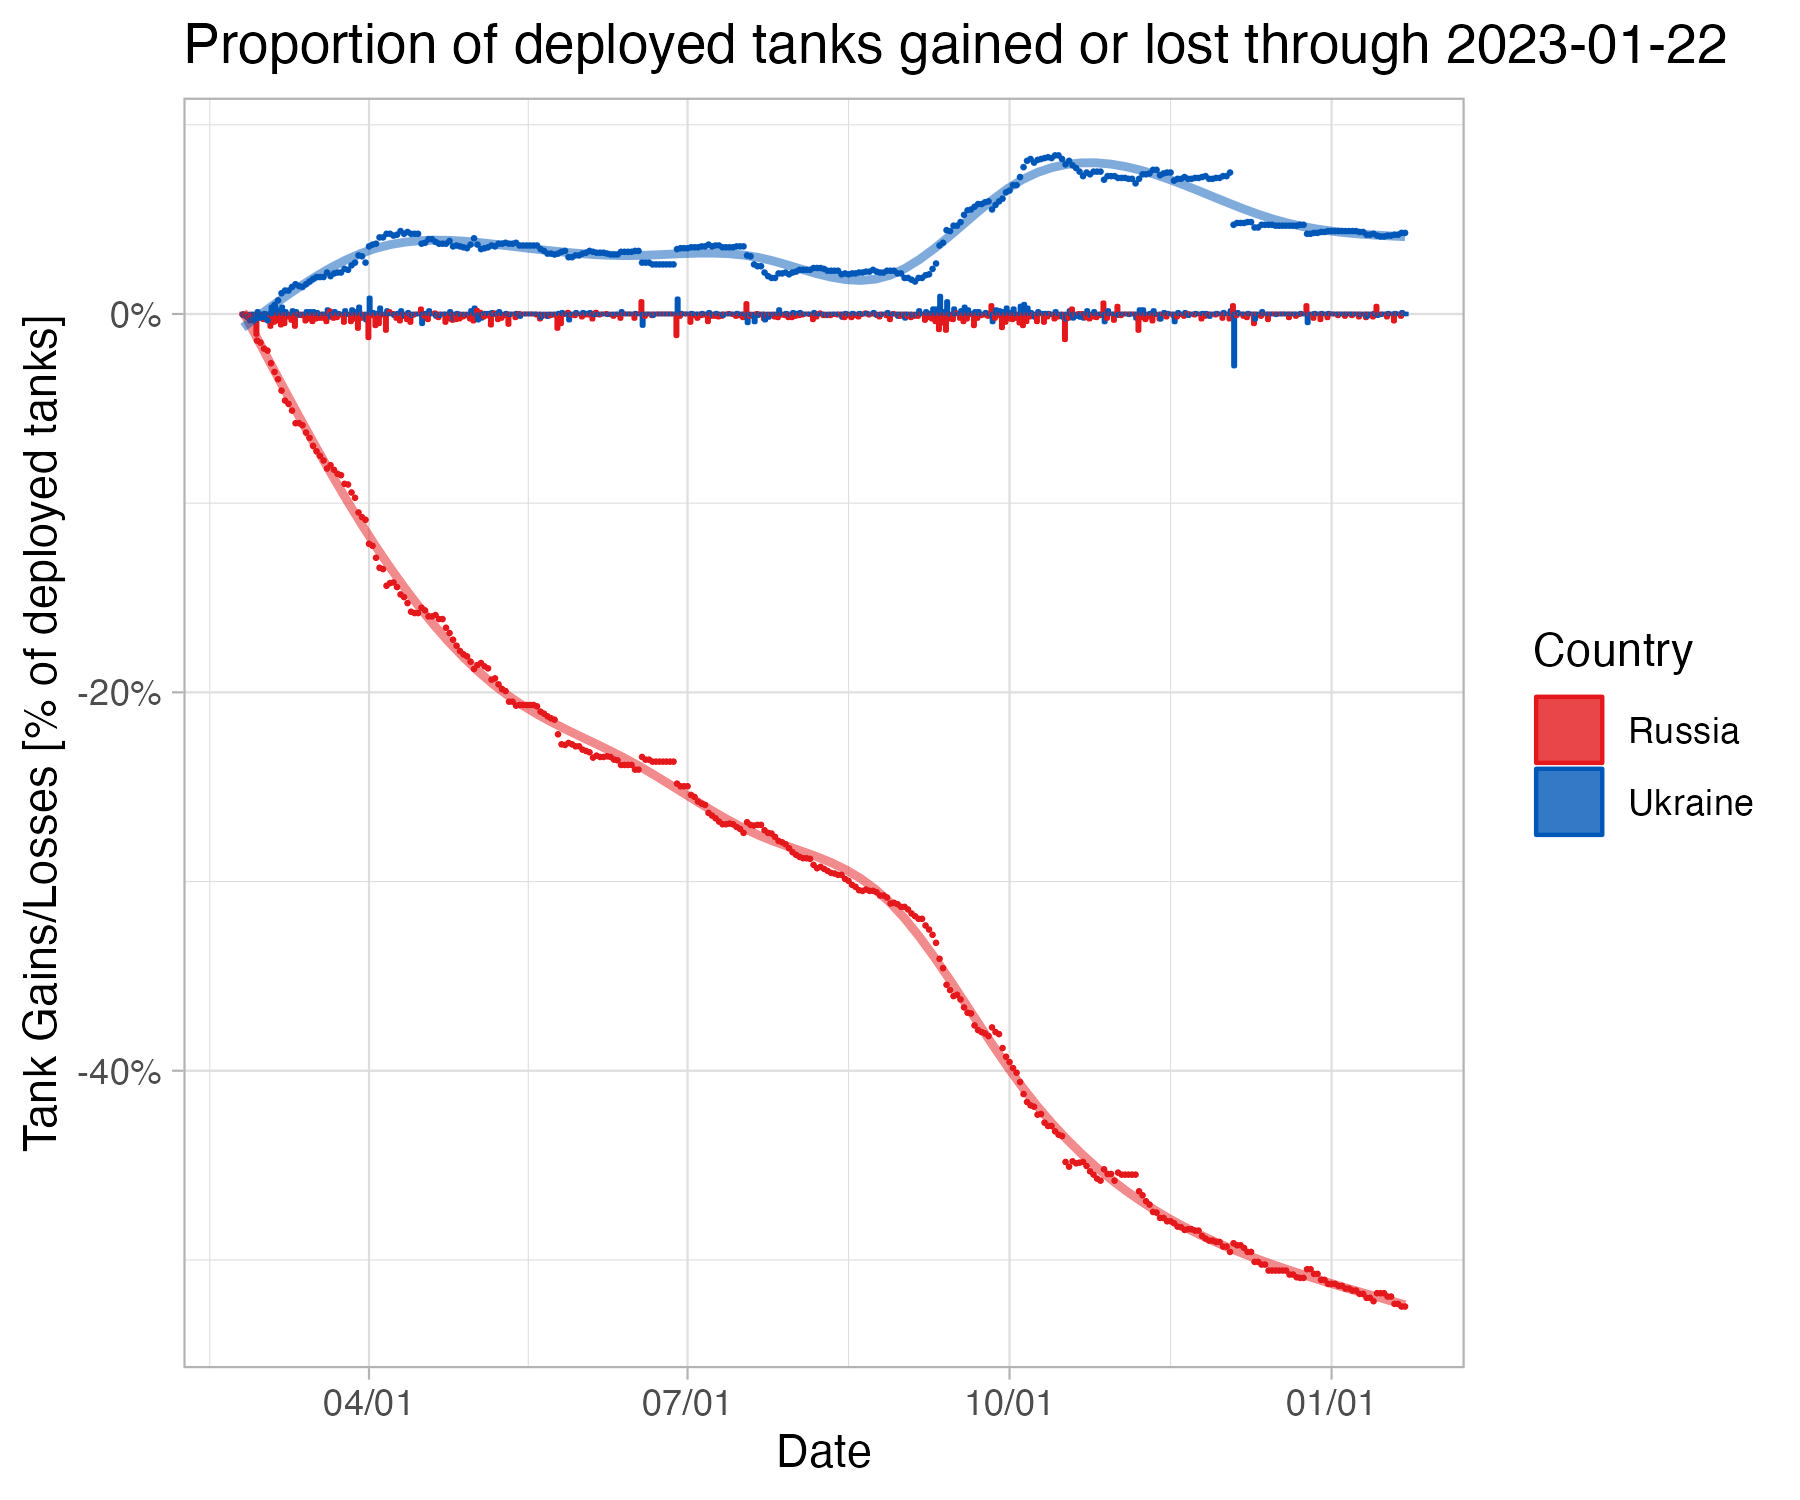 Proportion of deployed tanks gained or lost through 2023-01-22
Tank Gains/Losses [% of deployed tanks]
0%
-20%
-40%
04/01
07/01
10/01
01/01
Date
Country
Russia
Ukraine